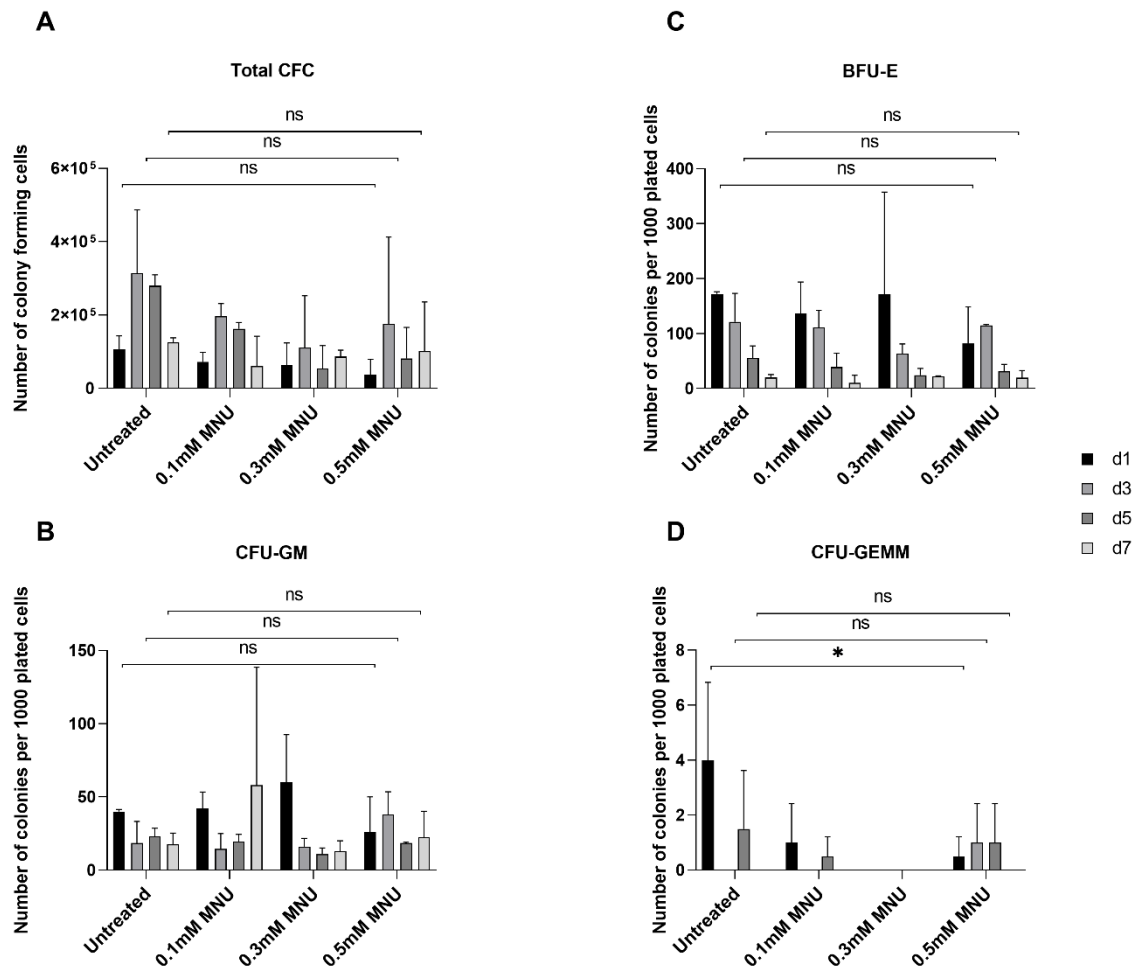 A
Total CFC
ns
ns
ns
Number of colony forming cells
6×10⁵
4×10⁵
2×10⁵
0
Untreated
0.1mM MNU
0.3mM MNU
0.5mM MNU
C
BFU-E
ns
ns
ns
Number of colonies per 1000 plated cells
400
300
200
100
0
Untreated
0.1mM MNU
0.3mM MNU
0.5mM MNU
d1
d3
d5
d7
B
CFU-GM
ns
ns
ns
Number of colonies per 1000 plated cells
150
100
50
0
Untreated
0.1mM MNU
0.3mM MNU
0.5mM MNU
D
CFU-GEMM
ns
ns
*
Number of colonies per 1000 plated cells
8
6
4
2
0
Untreated
0.1mM MNU
0.3mM MNU
0.5mM MNU